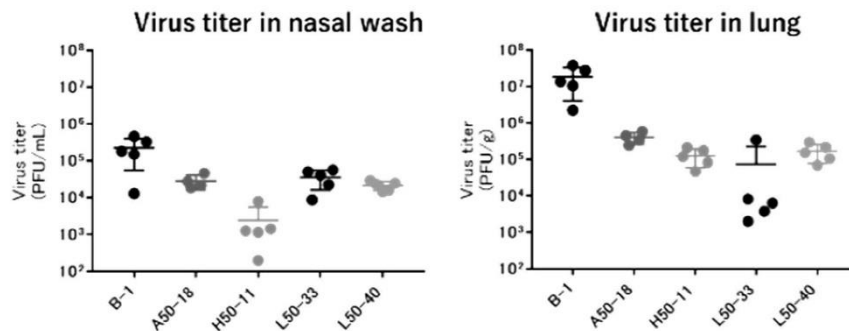 Virus titer in nasal wash
Virus titer
(PFU/mL)
10⁸
10⁷
10⁶
10⁵
10⁴
10³
10²
B-1
A50-18
H50-11
L50-33
L50-40
Virus titer in lung
Virus titer
(PFU/g)
10⁸
10⁷
10⁶
10⁵
10⁴
10³
10²
B-1
A50-18
H50-11
L50-33
L50-40